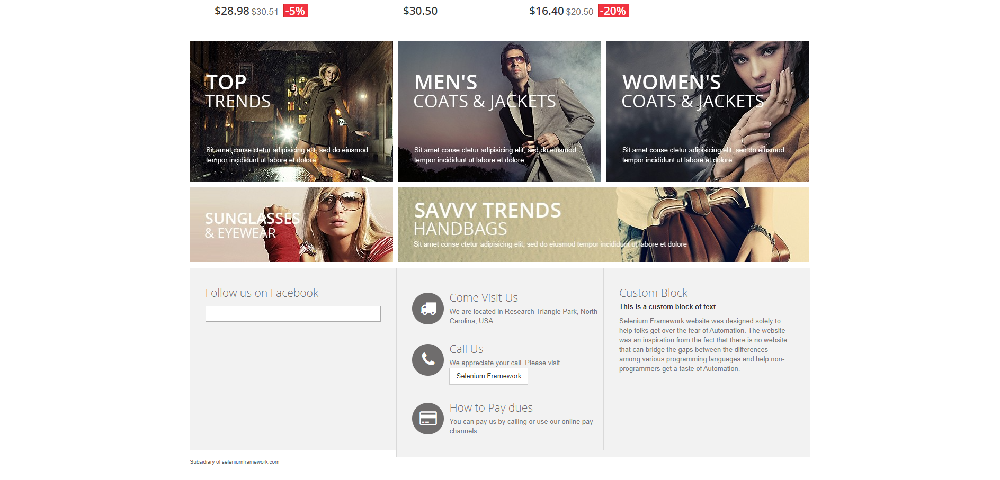 $28.98 $30.51 -5%
$30.50
$16.40 $20.50 -20%
TOP
TRENDS
Sit amet conse ctetur adipisicing elit, sed do eiusmod
tempor incididunt ut labore et dolore
MEN'S
COATS & JACKETS
Sit amet conse ctetur adipisicing elit, sed do eiusmod
tempor incididunt ut labore et dolore
WOMEN'S
COATS & JACKETS
Sit amet conse ctetur adipisicing elit, sed do eiusmod
tempor incididunt ut labore et dolore
SUNGLASSES
& EYEWEAR
SAVVY TRENDS
HANDBAGS
Sit amet conse ctetur adipisicing elit, sed do eiusmod tempor incididunt ut labore et dolore
Follow us on Facebook
Come Visit Us
We are located in Research Triangle Park, North
Carolina, USA
Call Us
We appreciate your call. Please visit
Selenium Framework
How to Pay dues
You can pay us by calling or use our online pay
channels
Custom Block
This is a custom block of text
Selenium Framework website was designed solely to
help folks get over the fear of Automation. The website
was an inspiration from the fact that there is no website
that can bridge the gaps between the differences
among various programming languages and help non-
programmers get a taste of Automation.
Subsidiary of seleniumframework.com